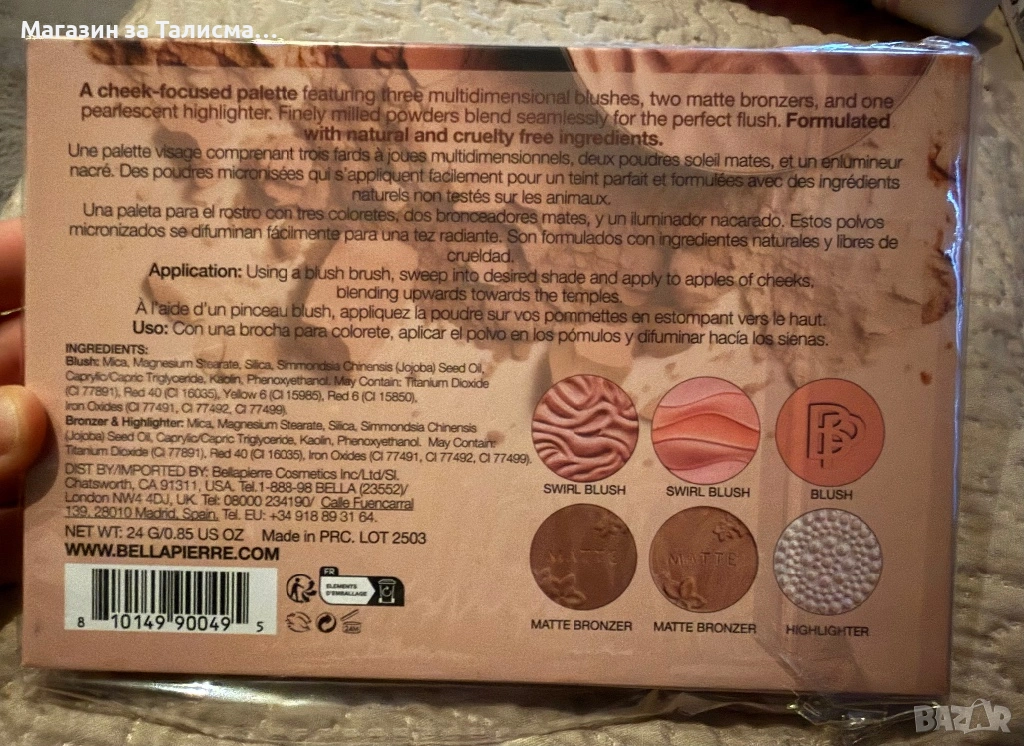 Магазин за Талисма...
A cheek-focused palette featuring three multidimensional blushes, two matte bronzers, and one
pearlescent highlighter. Finely milled powders blend seamlessly for the perfect flush. Formulated
with natural and cruelty free ingredients.
Une palette visage comprenant trois fards à joues multidimensionnels, deux poudres soleil mates, et un enlumineur
nacré. Des poudres micronisées qui s'appliquent facilement pour un teint parfait et formulées avec des ingrédients
naturels non testés sur les animaux.
Una paleta para el rostro con tres coloretes, dos bronceadores mates, y un iluminador nacarado. Estos polvos
micronizados se difuminan fácilmente para una tez radiante. Son formulados con ingredientes naturales y libres de
crueldad.
Application: Using a blush brush, sweep into desired shade and apply to apples of cheeks,
blending upwards towards the temples.
À l'aide d'un pinceau blush, appliquez la poudre sur vos pommettes en estompant vers le haut.
Uso: Con una brocha para colorete, aplicar el polvo en los pómulos y difuminar hacía los sienas.
INGREDIENTS:
Blush: Mica, Magnesium Stearate, Silica, Simmondsia Chinensis (Jojoba) Seed Oil,
Caprylic/Capric Triglyceride, Kaolin, Phenoxyethanol. May Contain: Titanium Dioxide
(CI 77891), Red 40 (CI 16035), Yellow 6 (CI 15985), Red 6 (CI 15850),
Iron Oxides (CI 77491, CI 77492, CI 77499).
Bronzer & Highlighter: Mica, Magnesium Stearate, Silica, Simmondsia Chinensis
(Jojoba) Seed Oil, Caprylic/Capric Triglyceride, Kaolin, Phenoxyethanol. May Contain:
Titanium Dioxide (CI 77891), Red 40 (CI 16035), Iron Oxides (CI 77491, CI 77492, CI 77499).
DIST BY/IMPORTED BY: Bellapierre Cosmetics Inc/Ltd/Sl.
Chatsworth, CA 91311, USA. Tel.1-888-98 BELLA (23552)/
London NW4 4DJ, UK. Tel: 08000 234190/ Calle Fuencarral
139, 28010 Madrid, Spain. Tel. EU: +34 918 89 31 64.
NET WT: 24 G/0.85 US OZ Made in PRC. LOT 2503
WWW.BELLAPIERRE.COM
8 10149 90049 5
FR
ELEMENTS
D'EMBALLAGE
24M
SWIRL BLUSH
SWIRL BLUSH
BLUSH
MATTE
MATTE
MATTE BRONZER
MATTE BRONZER
HIGHLIGHTER
BAZAR